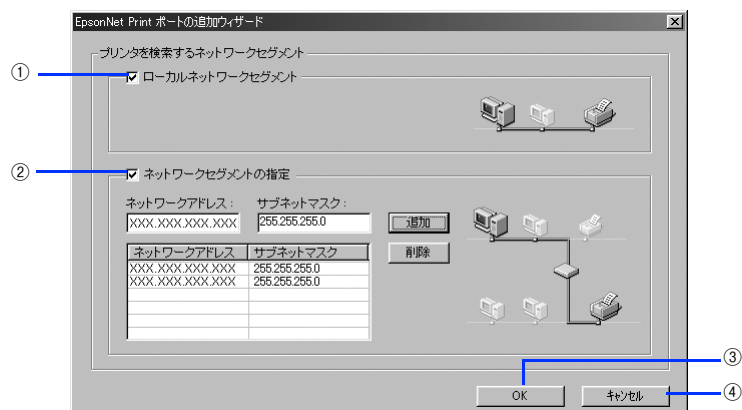 EpsonNet Print ポートの追加ウィザード
プリンタを検索するネットワークセグメント
①
ローカルネットワークセグメント
②
ネットワークセグメントの指定
ネットワークアドレス： サブネットマスク：
XXX.XXX.XXX.XXX 255.255.255.0 追加
ネットワークアドレス サブネットマスク 削除
XXX.XXX.XXX.XXX 255.255.255.0
XXX.XXX.XXX.XXX 255.255.255.0
③
OK キャンセル ④